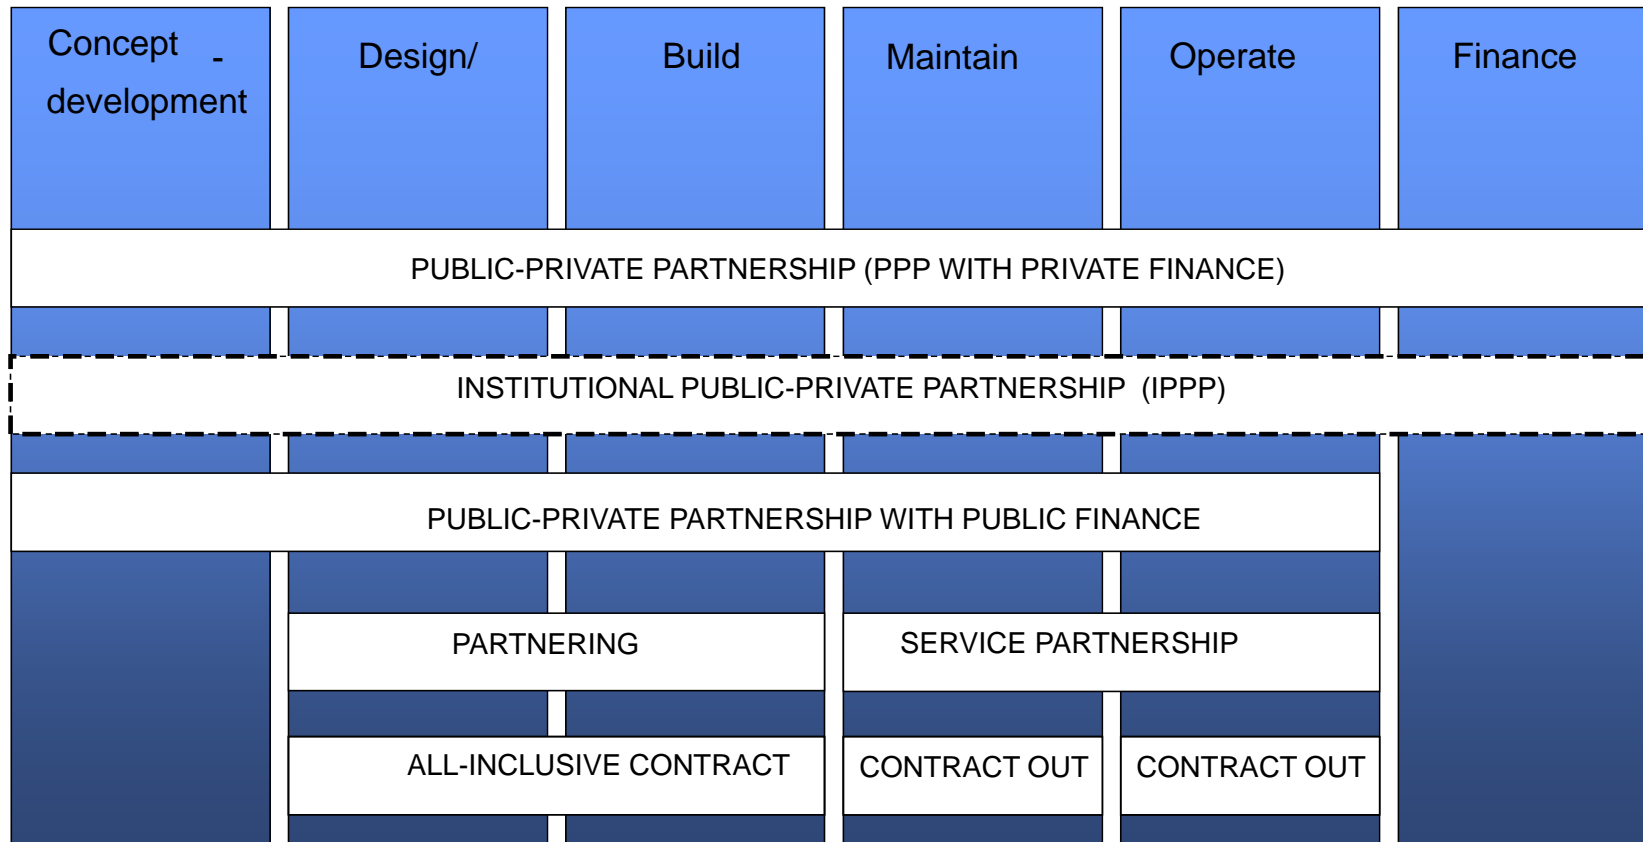 Concept -
development
Design/
Build
Maintain
Operate
Finance
PUBLIC-PRIVATE PARTNERSHIP (PPP WITH PRIVATE FINANCE)
INSTITUTIONAL PUBLIC-PRIVATE PARTNERSHIP (IPPP)
PUBLIC-PRIVATE PARTNERSHIP WITH PUBLIC FINANCE
PARTNERING
SERVICE PARTNERSHIP
ALL-INCLUSIVE CONTRACT
CONTRACT OUT
CONTRACT OUT